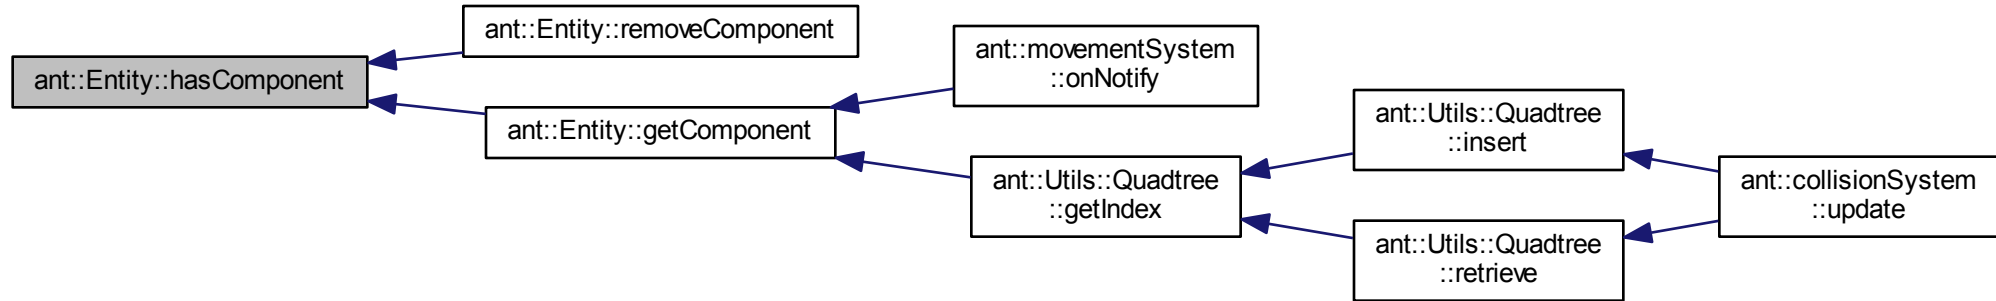 ant::Entity::hasComponent
ant::Entity::removeComponent
ant::Entity::getComponent
ant::movementSystem
::onNotify
ant::Utils::Quadtree
::getIndex
ant::Utils::Quadtree
::insert
ant::Utils::Quadtree
::retrieve
ant::collisionSystem
::update